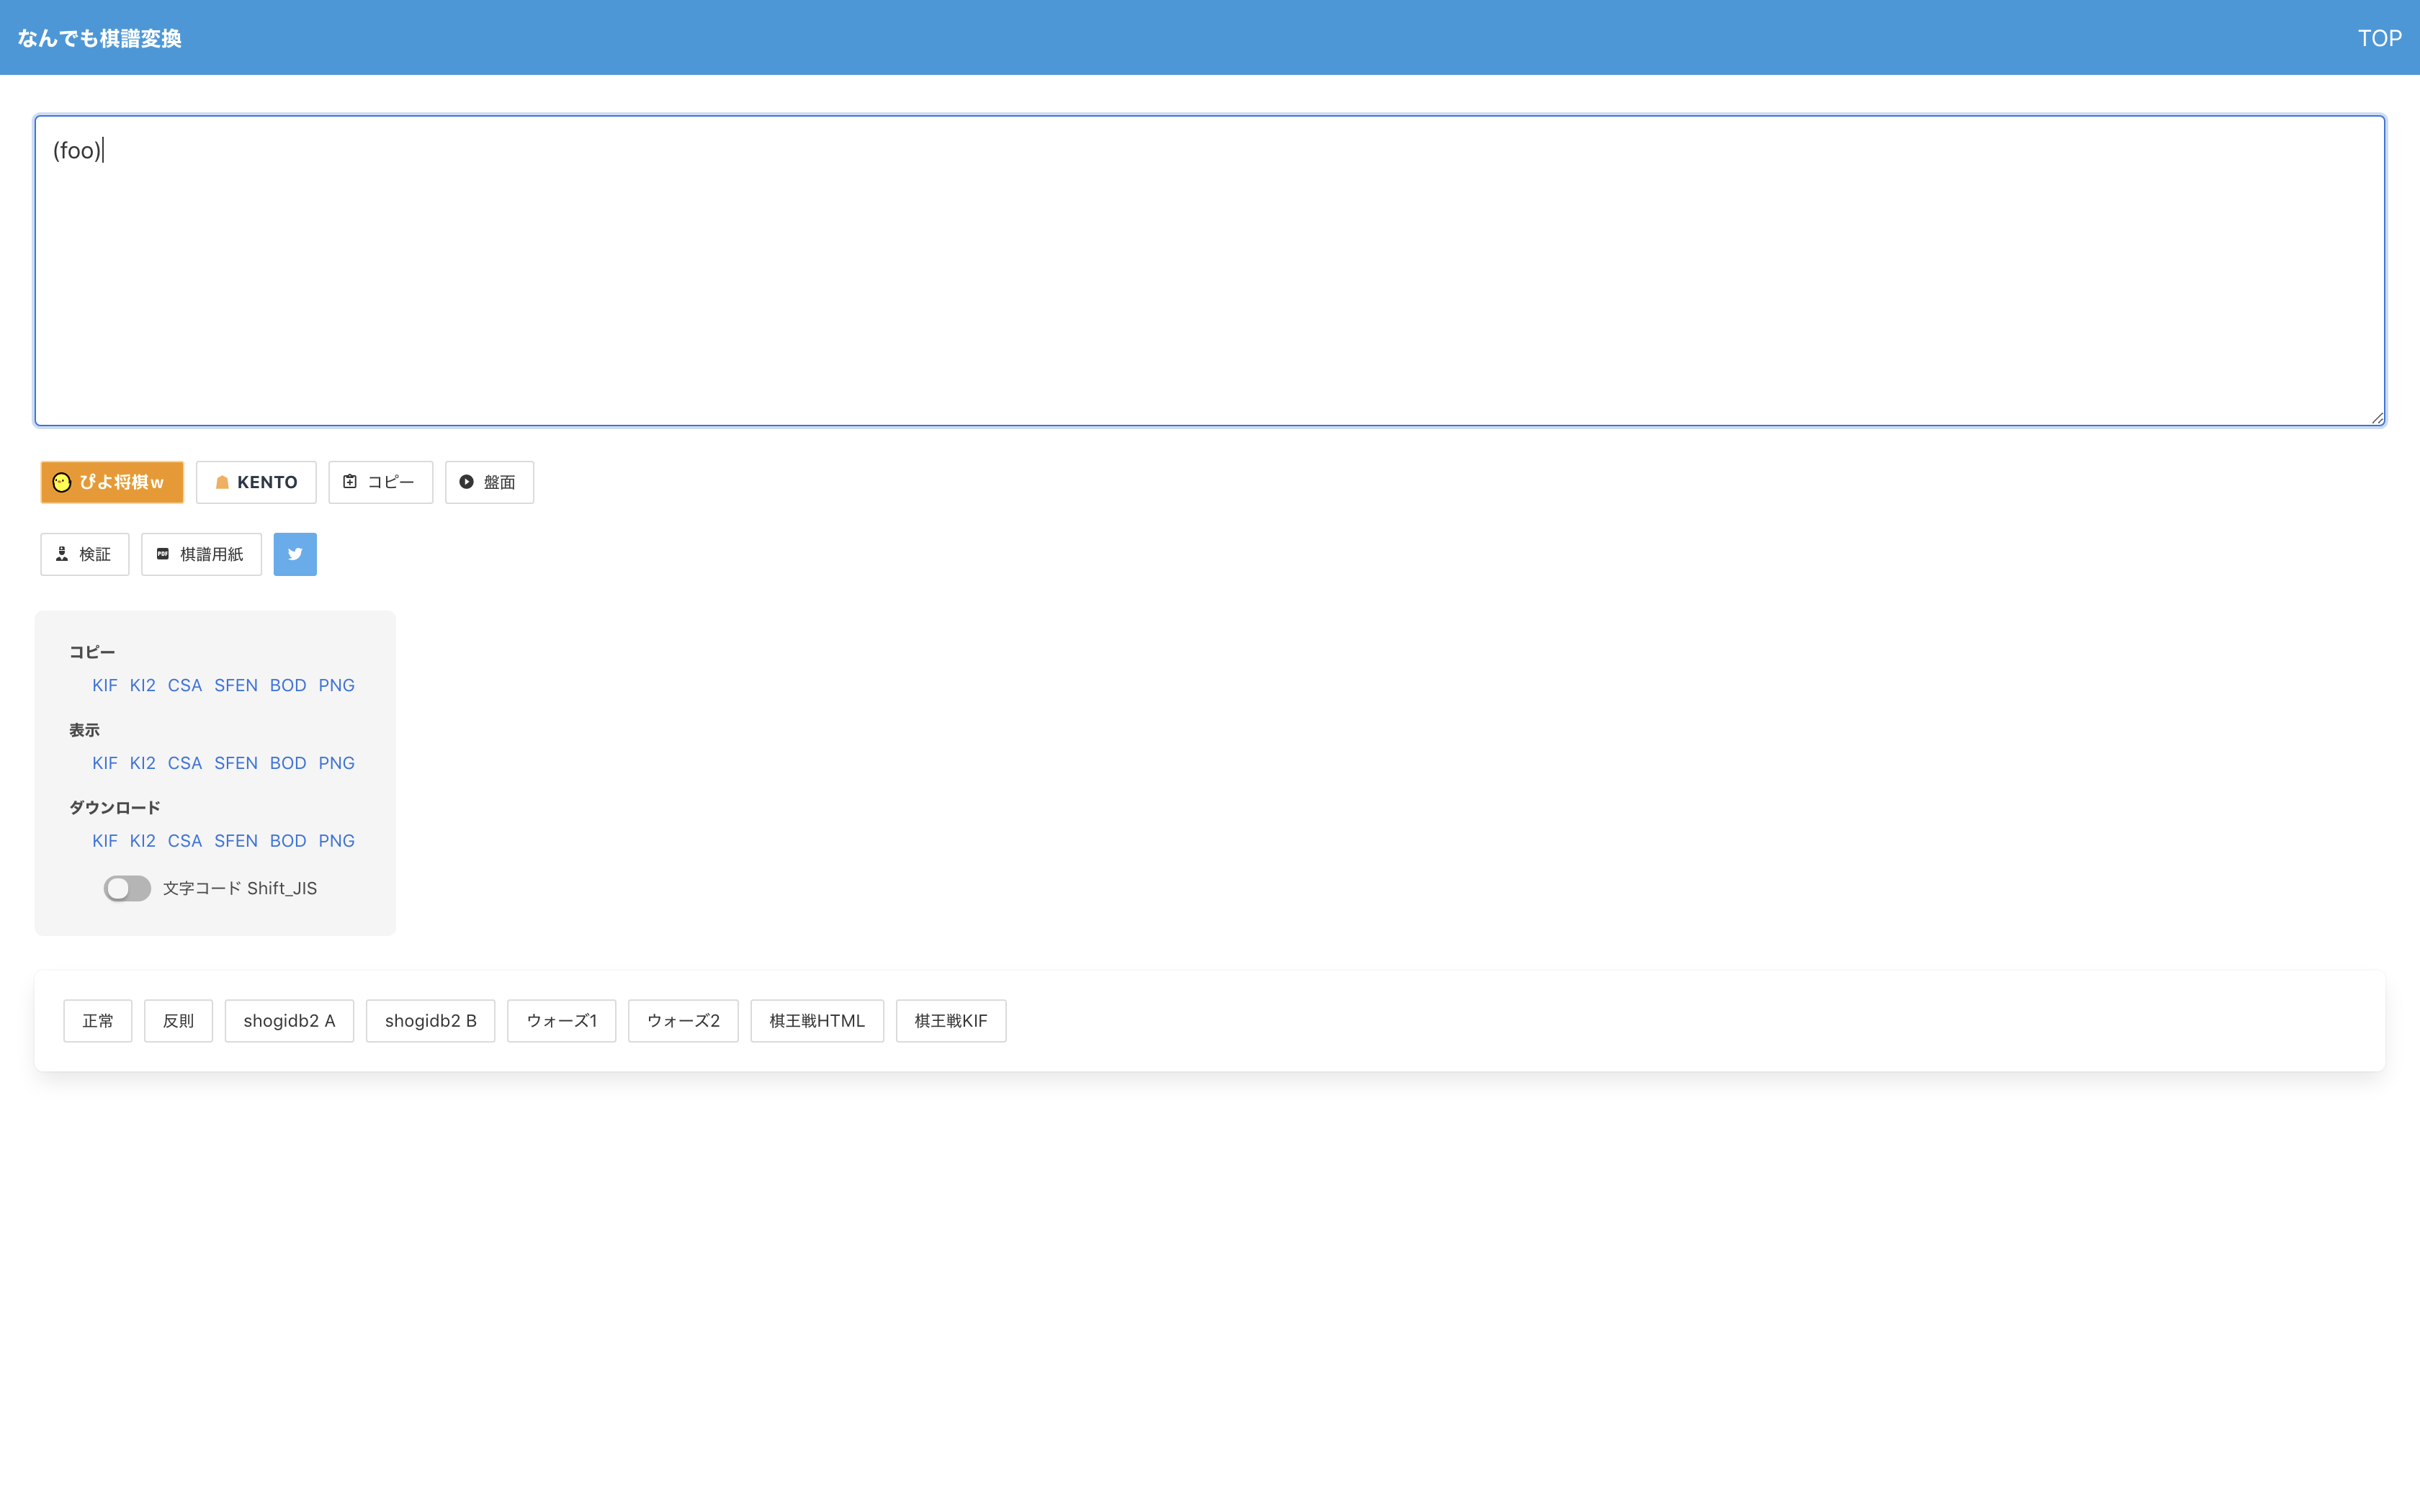 なんでも棋譜変換 TOP
(foo)
ぴよ将棋w KENTO コピー 盤面
検証 PDF 棋譜用紙
コピー
KIF KI2 CSA SFEN BOD PNG
表示
KIF KI2 CSA SFEN BOD PNG
ダウンロード
KIF KI2 CSA SFEN BOD PNG
文字コード Shift_JIS
正常 反則 shogidb2 A shogidb2 B ウォーズ1 ウォーズ2 棋王戦HTML 棋王戦KIF